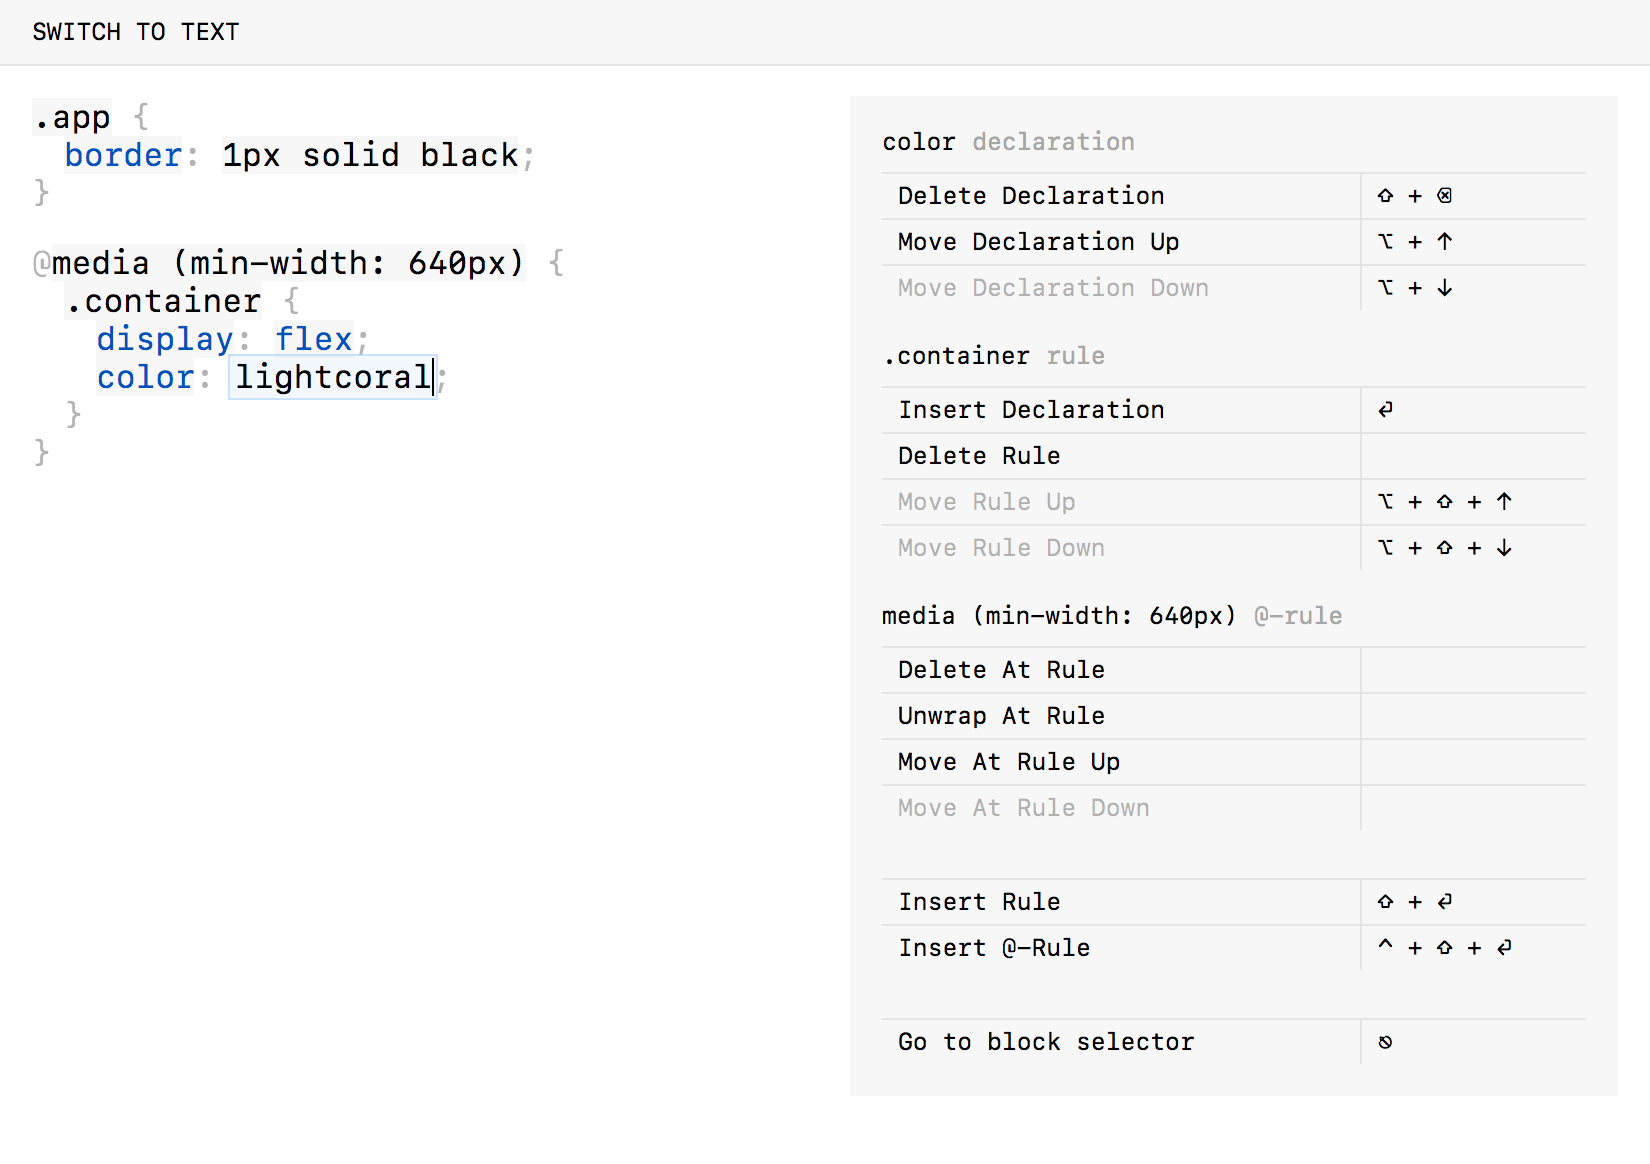 SWITCH TO TEXT
.app {
border: 1px solid black;
}
@media (min-width: 640px) {
.container {
display: flex;
color: lightcoral;
}
}
color declaration
Delete Declaration ⇧ + ⌫
Move Declaration Up ⌥ + ↑
Move Declaration Down ⌥ + ↓
.container rule
Insert Declaration ⏎
Delete Rule
Move Rule Up ⌥ + ⇧ + ↑
Move Rule Down ⌥ + ⇧ + ↓
media (min-width: 640px) @-rule
Delete At Rule
Unwrap At Rule
Move At Rule Up
Move At Rule Down
Insert Rule ⇧ + ⏎
Insert @-Rule ^ + ⇧ + ⏎
Go to block selector ⎋